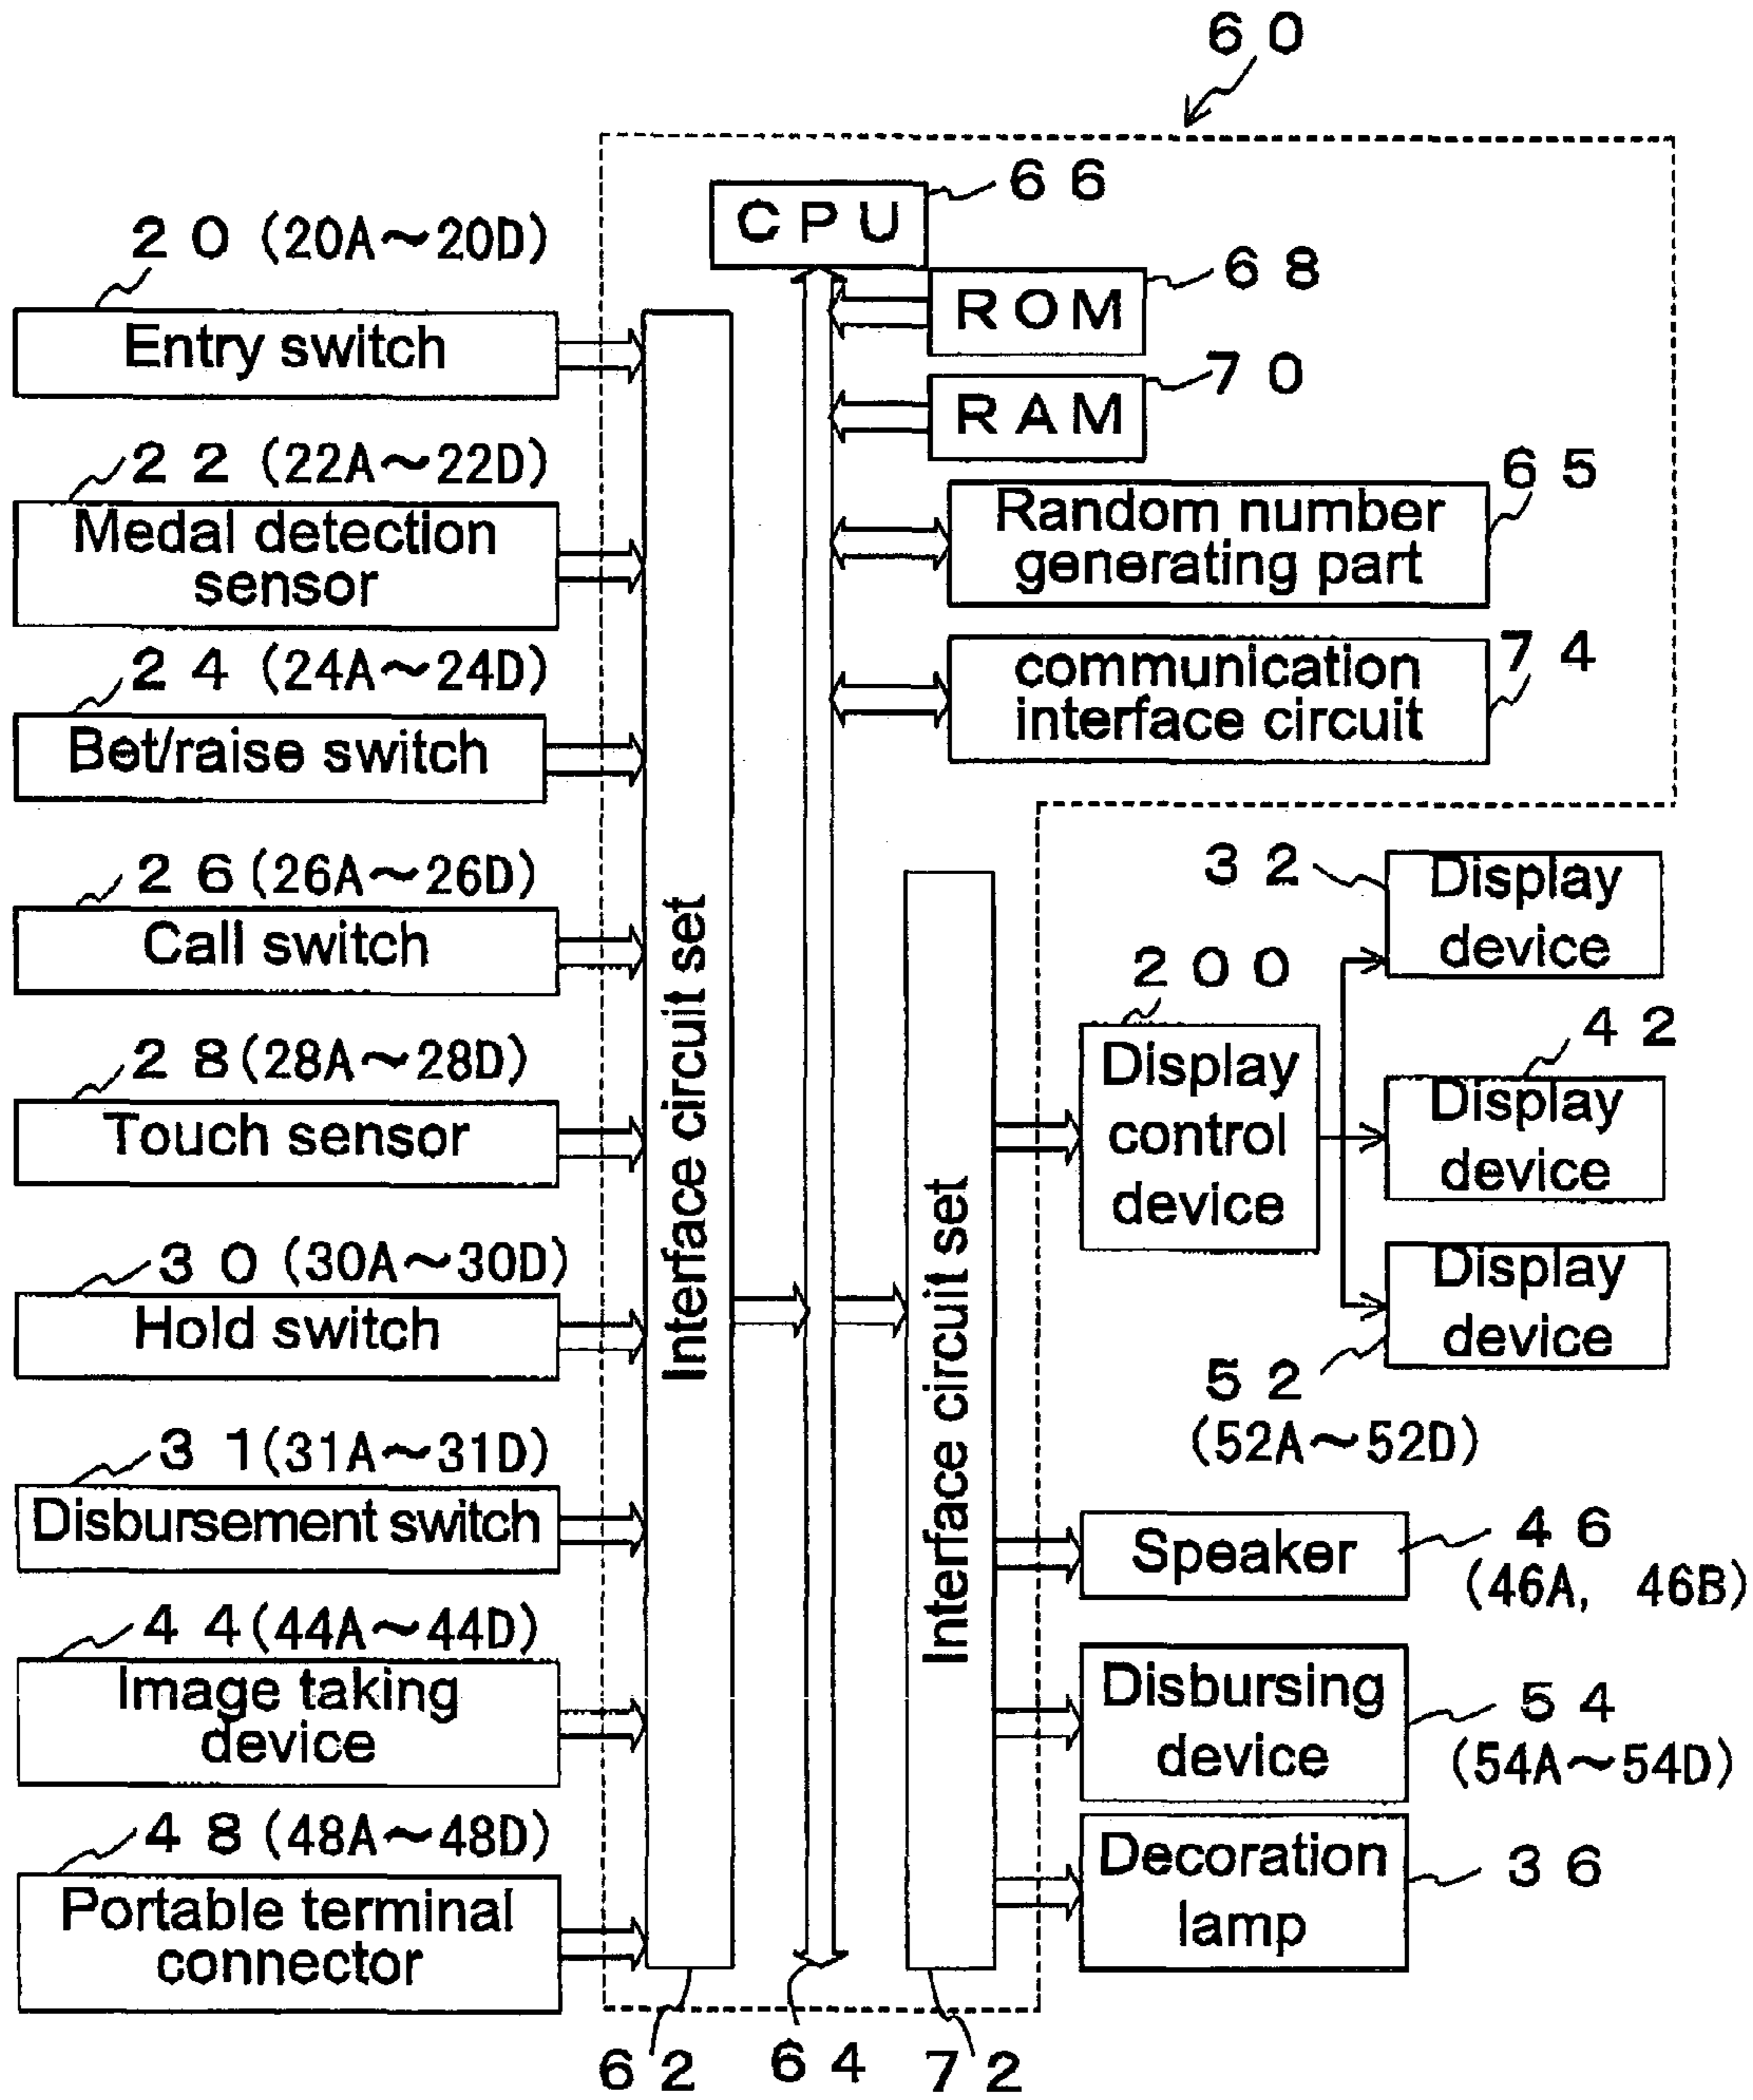 60
CPU
66
20 (20A～20D)
Entry switch
ROM
68
RAM
70
22 (22A～22D)
Medal detection
sensor
Random number
generating part
65
24 (24A～24D)
Bet/raise switch
communication
interface circuit
74
26 (26A～26D)
Call switch
28 (28A～28D)
Touch sensor
30 (30A～30D)
Hold switch
31 (31A～31D)
Disbursement switch
44 (44A～44D)
Image taking
device
48 (48A～48D)
Portable terminal
connector
Interface circuit set
62
64
Interface circuit set
72
200
Display
control
device
32
Display
device
42
Display
device
Display
device
52
(52A～52D)
Speaker
46
(46A, 46B)
Disbursing
device
54
(54A～54D)
Decoration
lamp
36